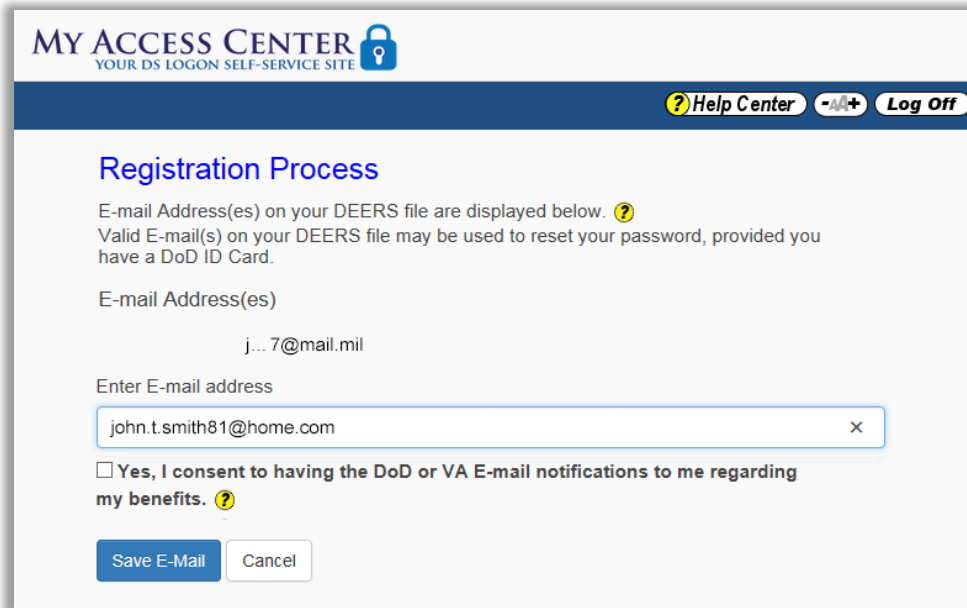 MY ACCESS CENTER
YOUR DS LOGON SELF-SERVICE SITE
? Help Center -AA+ Log Off
Registration Process
E-mail Address(es) on your DEERS file are displayed below. ?
Valid E-mail(s) on your DEERS file may be used to reset your password, provided you
have a DoD ID Card.
E-mail Address(es)
j... 7@mail.mil
Enter E-mail address
john.t.smith81@home.com ×
Yes, I consent to having the DoD or VA E-mail notifications to me regarding
my benefits. ?
Save E-Mail Cancel